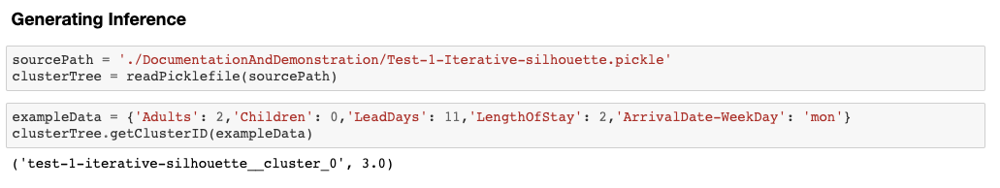 Generating Inference
sourcePath = './DocumentationAndDemonstration/Test-1-Iterative-silhouette.pickle'
clusterTree = readPicklefile(sourcePath)
exampleData = {'Adults': 2,'Children': 0,'LeadDays': 11,'LengthOfStay': 2,'ArrivalDate-WeekDay': 'mon'}
clusterTree.getClusterID(exampleData)
('test-1-iterative-silhouette__cluster_0', 3.0)